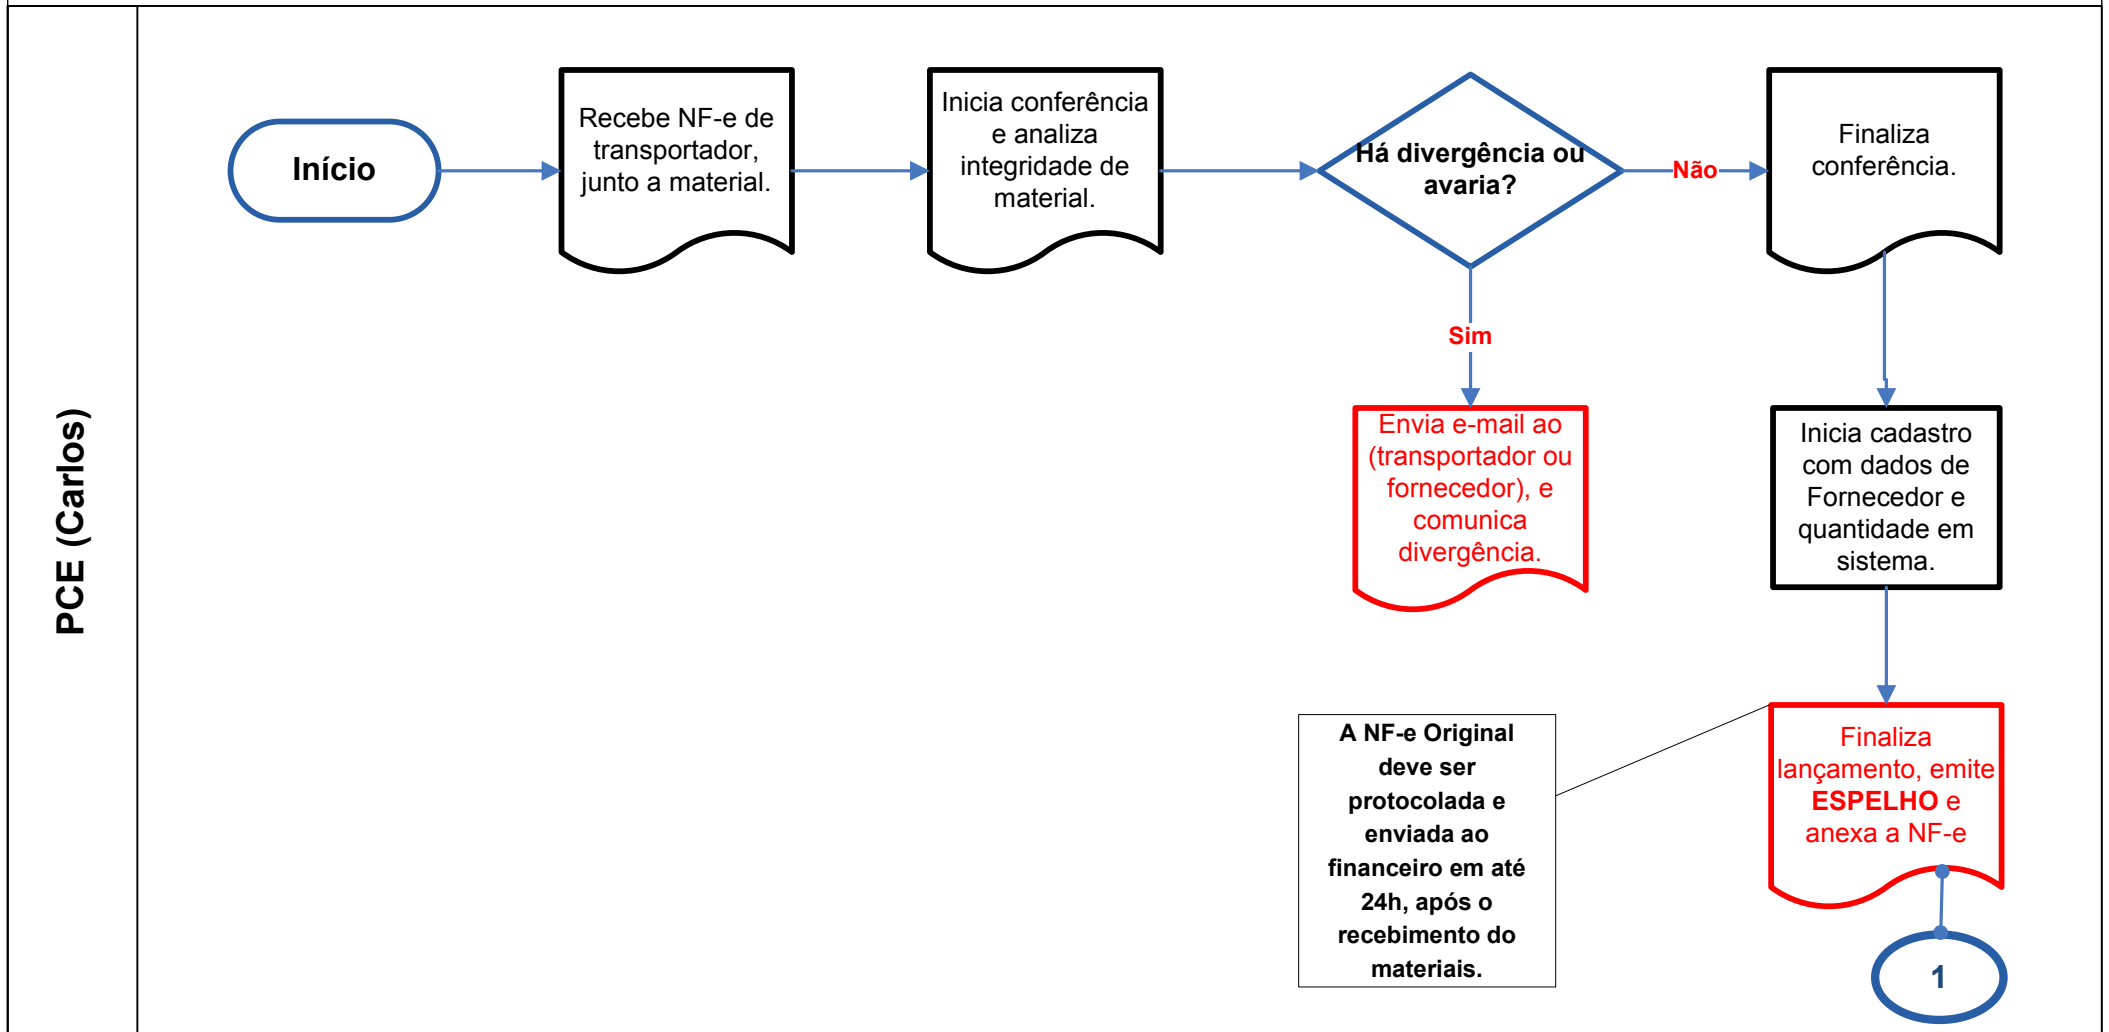 PCE (Carlos)
Início
Recebe NF-e de
transportador,
junto a material.
Inicia conferência
e analiza
integridade de
material.
Há divergência ou
avaria?
Não
Finaliza
conferência.
Sim
Envia e-mail ao
(transportador ou
fornecedor), e
comunica
divergência.
Inicia cadastro
com dados de
Fornecedor e
quantidade em
sistema.
A NF-e Original
deve ser
protocolada e
enviada ao
financeiro em até
24h, após o
recebimento do
materiais.
Finaliza
lançamento, emite
ESPELHO e
anexa a NF-e
1